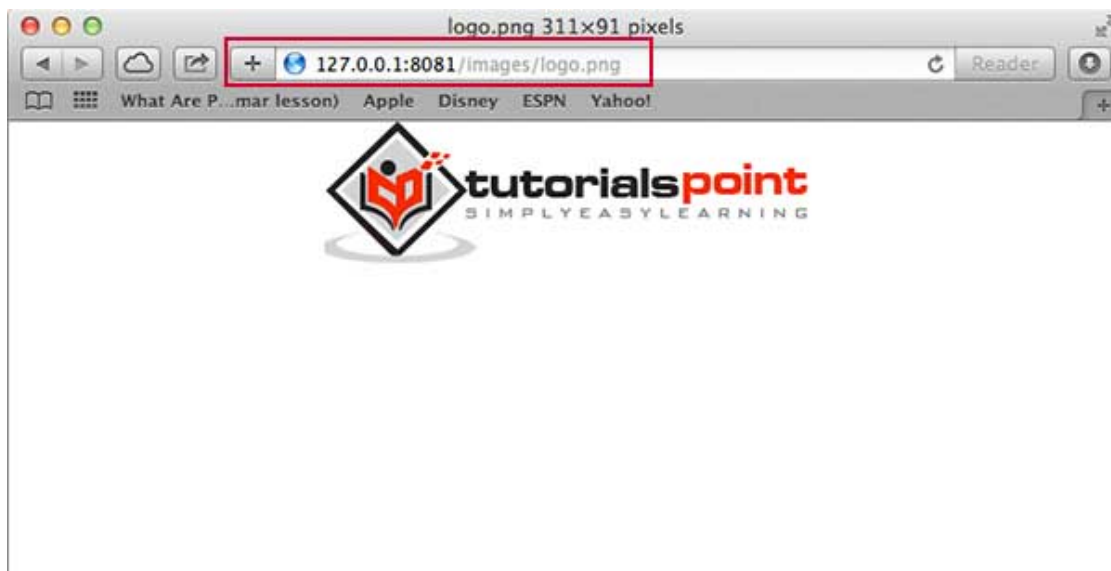 logo.png 311×91 pixels
127.0.0.1:8081/images/logo.png
Reader
What Are P...mar lesson) Apple Disney ESPN Yahoo!
tutorialspoint
SIMPLYEASYLEARNING